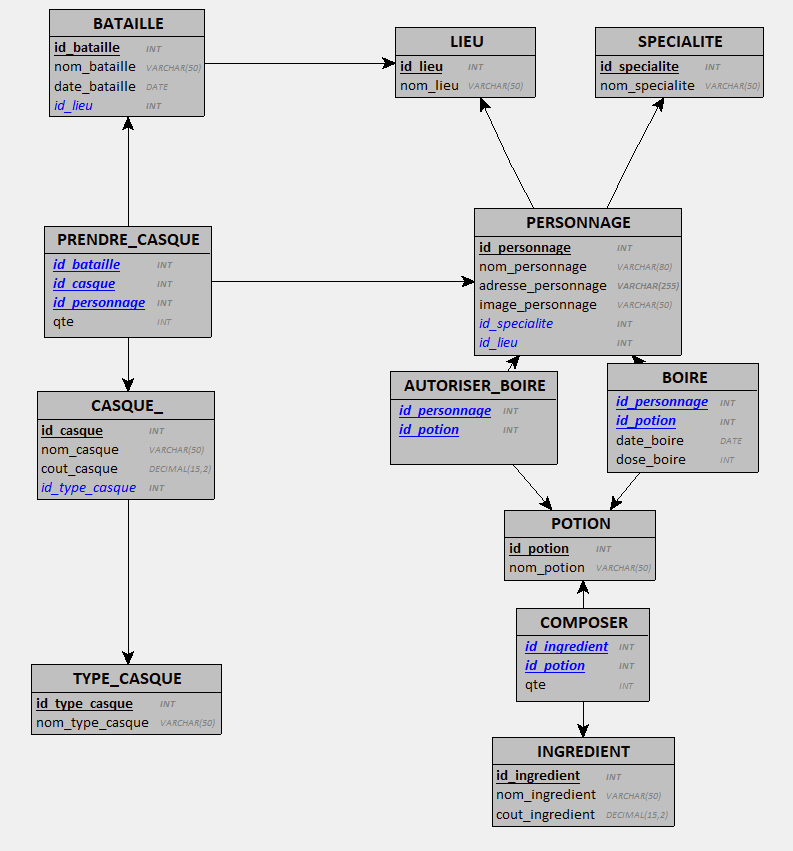 BATAILLE
id_bataille INT
nom_bataille VARCHAR(50)
date_bataille DATE
id_lieu INT
LIEU
id_lieu INT
nom_lieu VARCHAR(50)
SPECIALITE
id_specialite INT
nom_specialite VARCHAR(50)
PRENDRE_CASQUE
id_bataille INT
id_casque INT
id_personnage INT
qte INT
PERSONNAGE
id_personnage INT
nom_personnage VARCHAR(80)
adresse_personnage VARCHAR(255)
image_personnage VARCHAR(50)
id_specialite INT
id_lieu INT
CASQUE_
id_casque INT
nom_casque VARCHAR(50)
cout_casque DECIMAL(15,2)
id_type_casque INT
AUTORISER_BOIRE
id_personnage INT
id_potion INT
BOIRE
id_personnage INT
id_potion INT
date_boire DATE
dose_boire INT
POTION
id_potion INT
nom_potion VARCHAR(50)
COMPOSER
id_ingredient INT
id_potion INT
qte INT
TYPE_CASQUE
id_type_casque INT
nom_type_casque VARCHAR(50)
INGREDIENT
id_ingredient INT
nom_ingredient VARCHAR(50)
cout_ingredient DECIMAL(15,2)